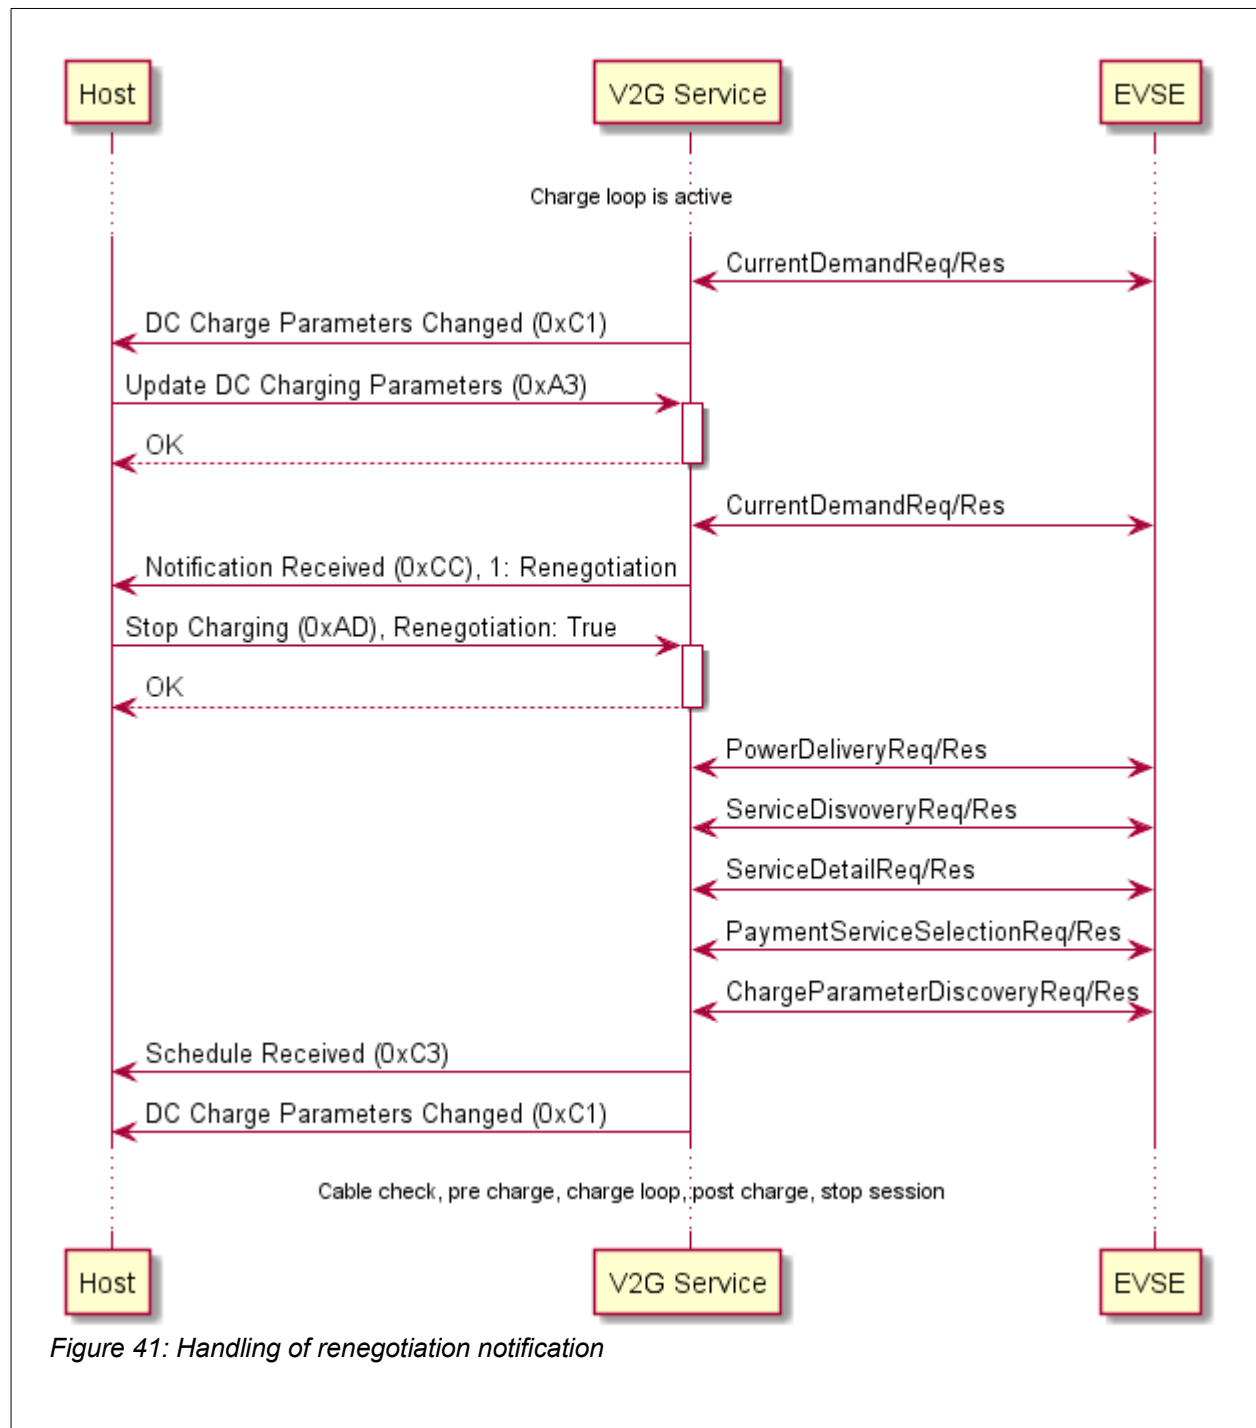 Host
V2G Service
EVSE
Charge loop is active
CurrentDemandReq/Res
DC Charge Parameters Changed (0xC1)
Update DC Charging Parameters (0xA3)
OK
CurrentDemandReq/Res
Notification Received (0xCC), 1: Renegotiation
Stop Charging (0xAD), Renegotiation: True
OK
PowerDeliveryReq/Res
ServiceDisvoveryReq/Res
ServiceDetailReq/Res
PaymentServiceSelectionReq/Res
ChargeParameterDiscoveryReq/Res
Schedule Received (0xC3)
DC Charge Parameters Changed (0xC1)
Cable check, pre charge, charge loop, post charge, stop session
Host
V2G Service
EVSE
Figure 41: Handling of renegotiation notification